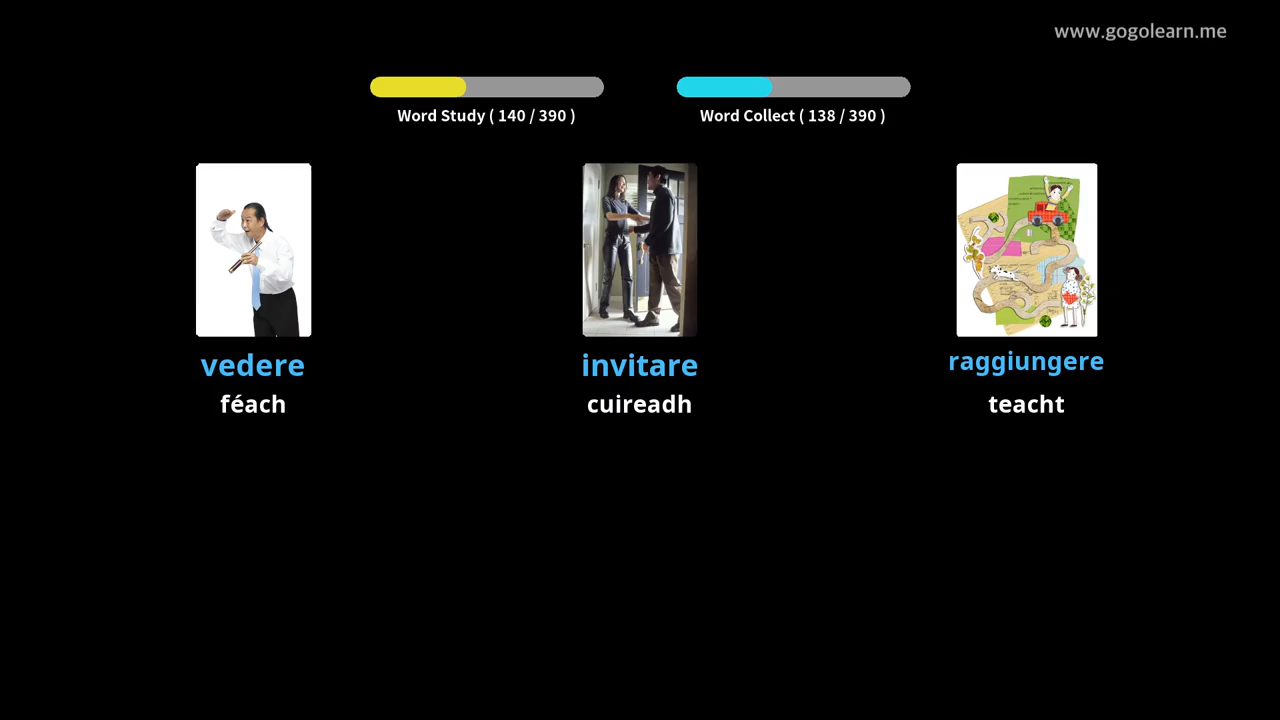 www.gogolearn.me
Word Study ( 140 / 390 )
Word Collect ( 138 / 390 )
vedere
invitare
raggiungere
féach
cuireadh
teacht